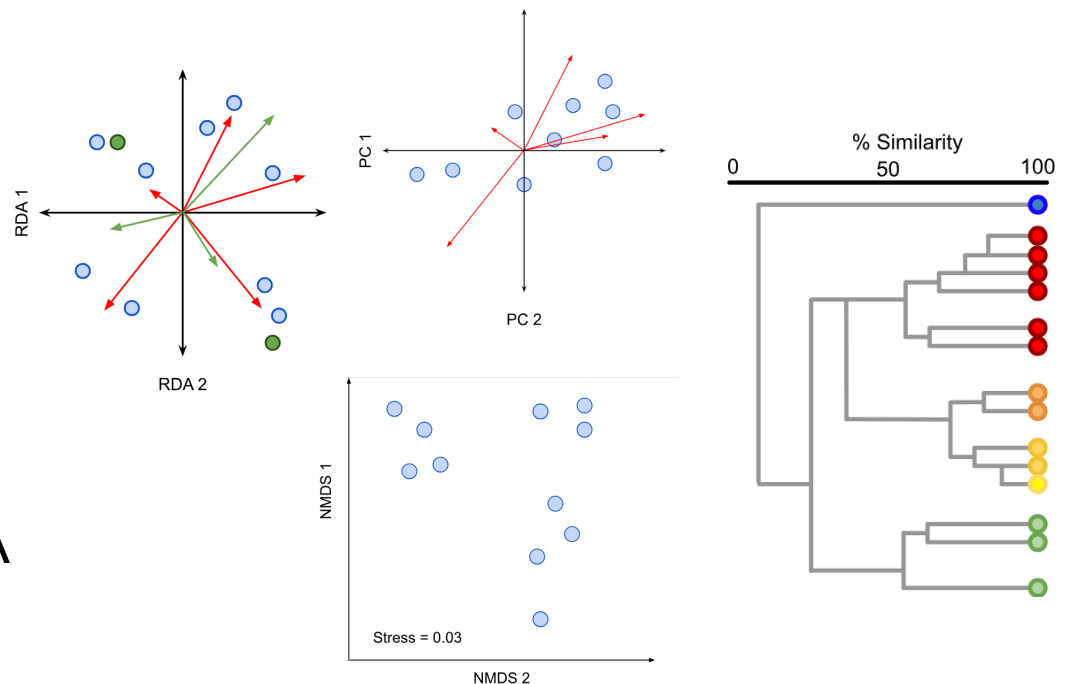 RDA 1
RDA 2
PC 1
PC 2
NMDS 1
Stress = 0.03
NMDS 2
% Similarity
0 50 100
A